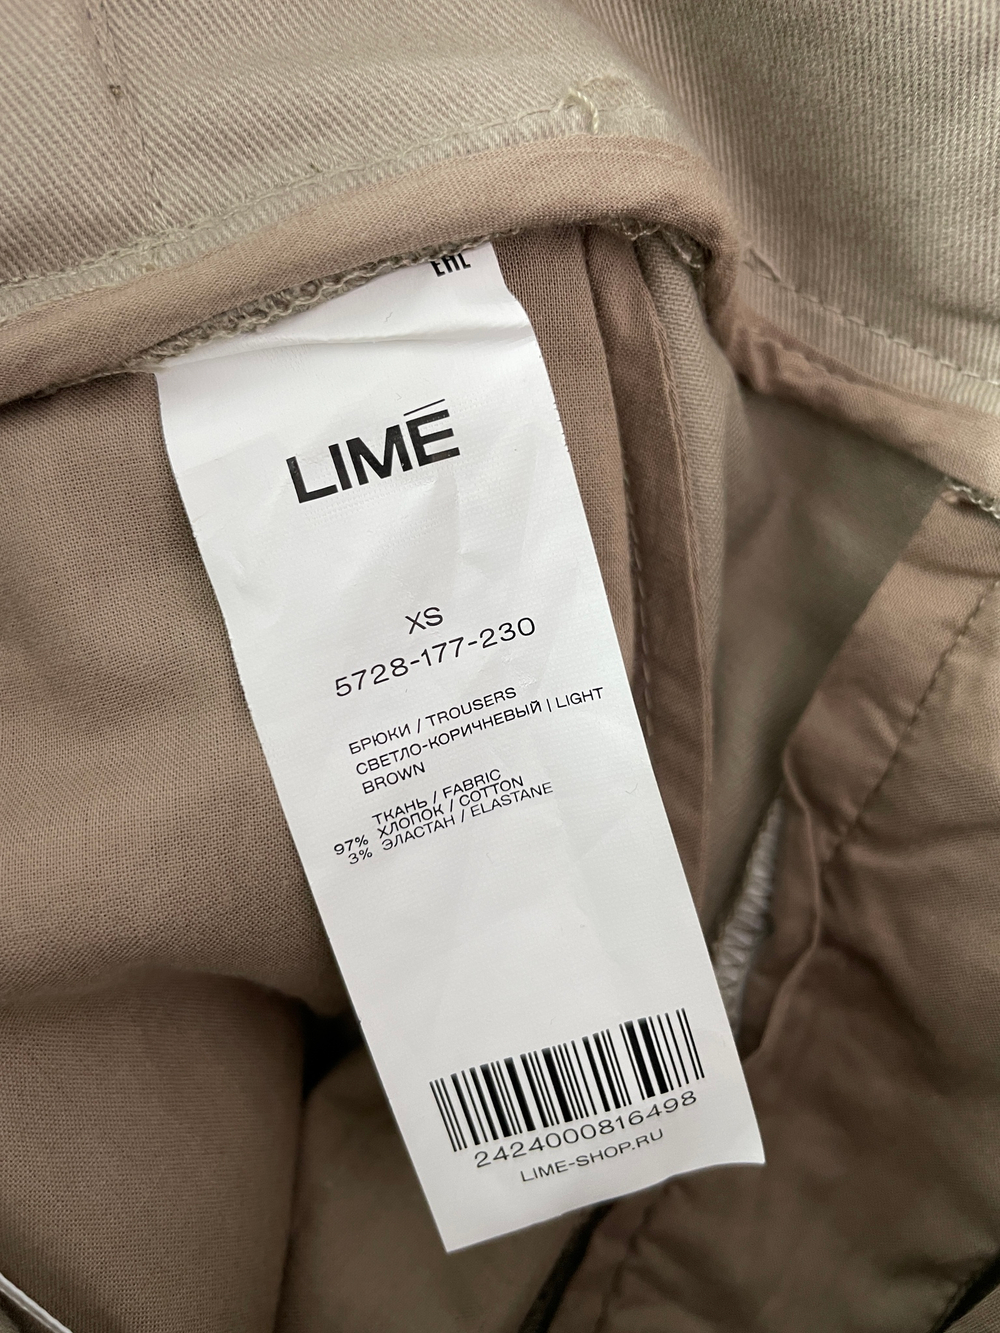 EAC
LIMĒ
XS
5728-177-230
БРЮКИ / TROUSERS
СВЕТЛО-КОРИЧНЕВЫЙ | LIGHT
BROWN
ТКАНЬ / FABRIC
97% ХЛОПОК / COTTON
3% ЭЛАСТАН / ELASTANE
2424000816498
LIME-SHOP.RU